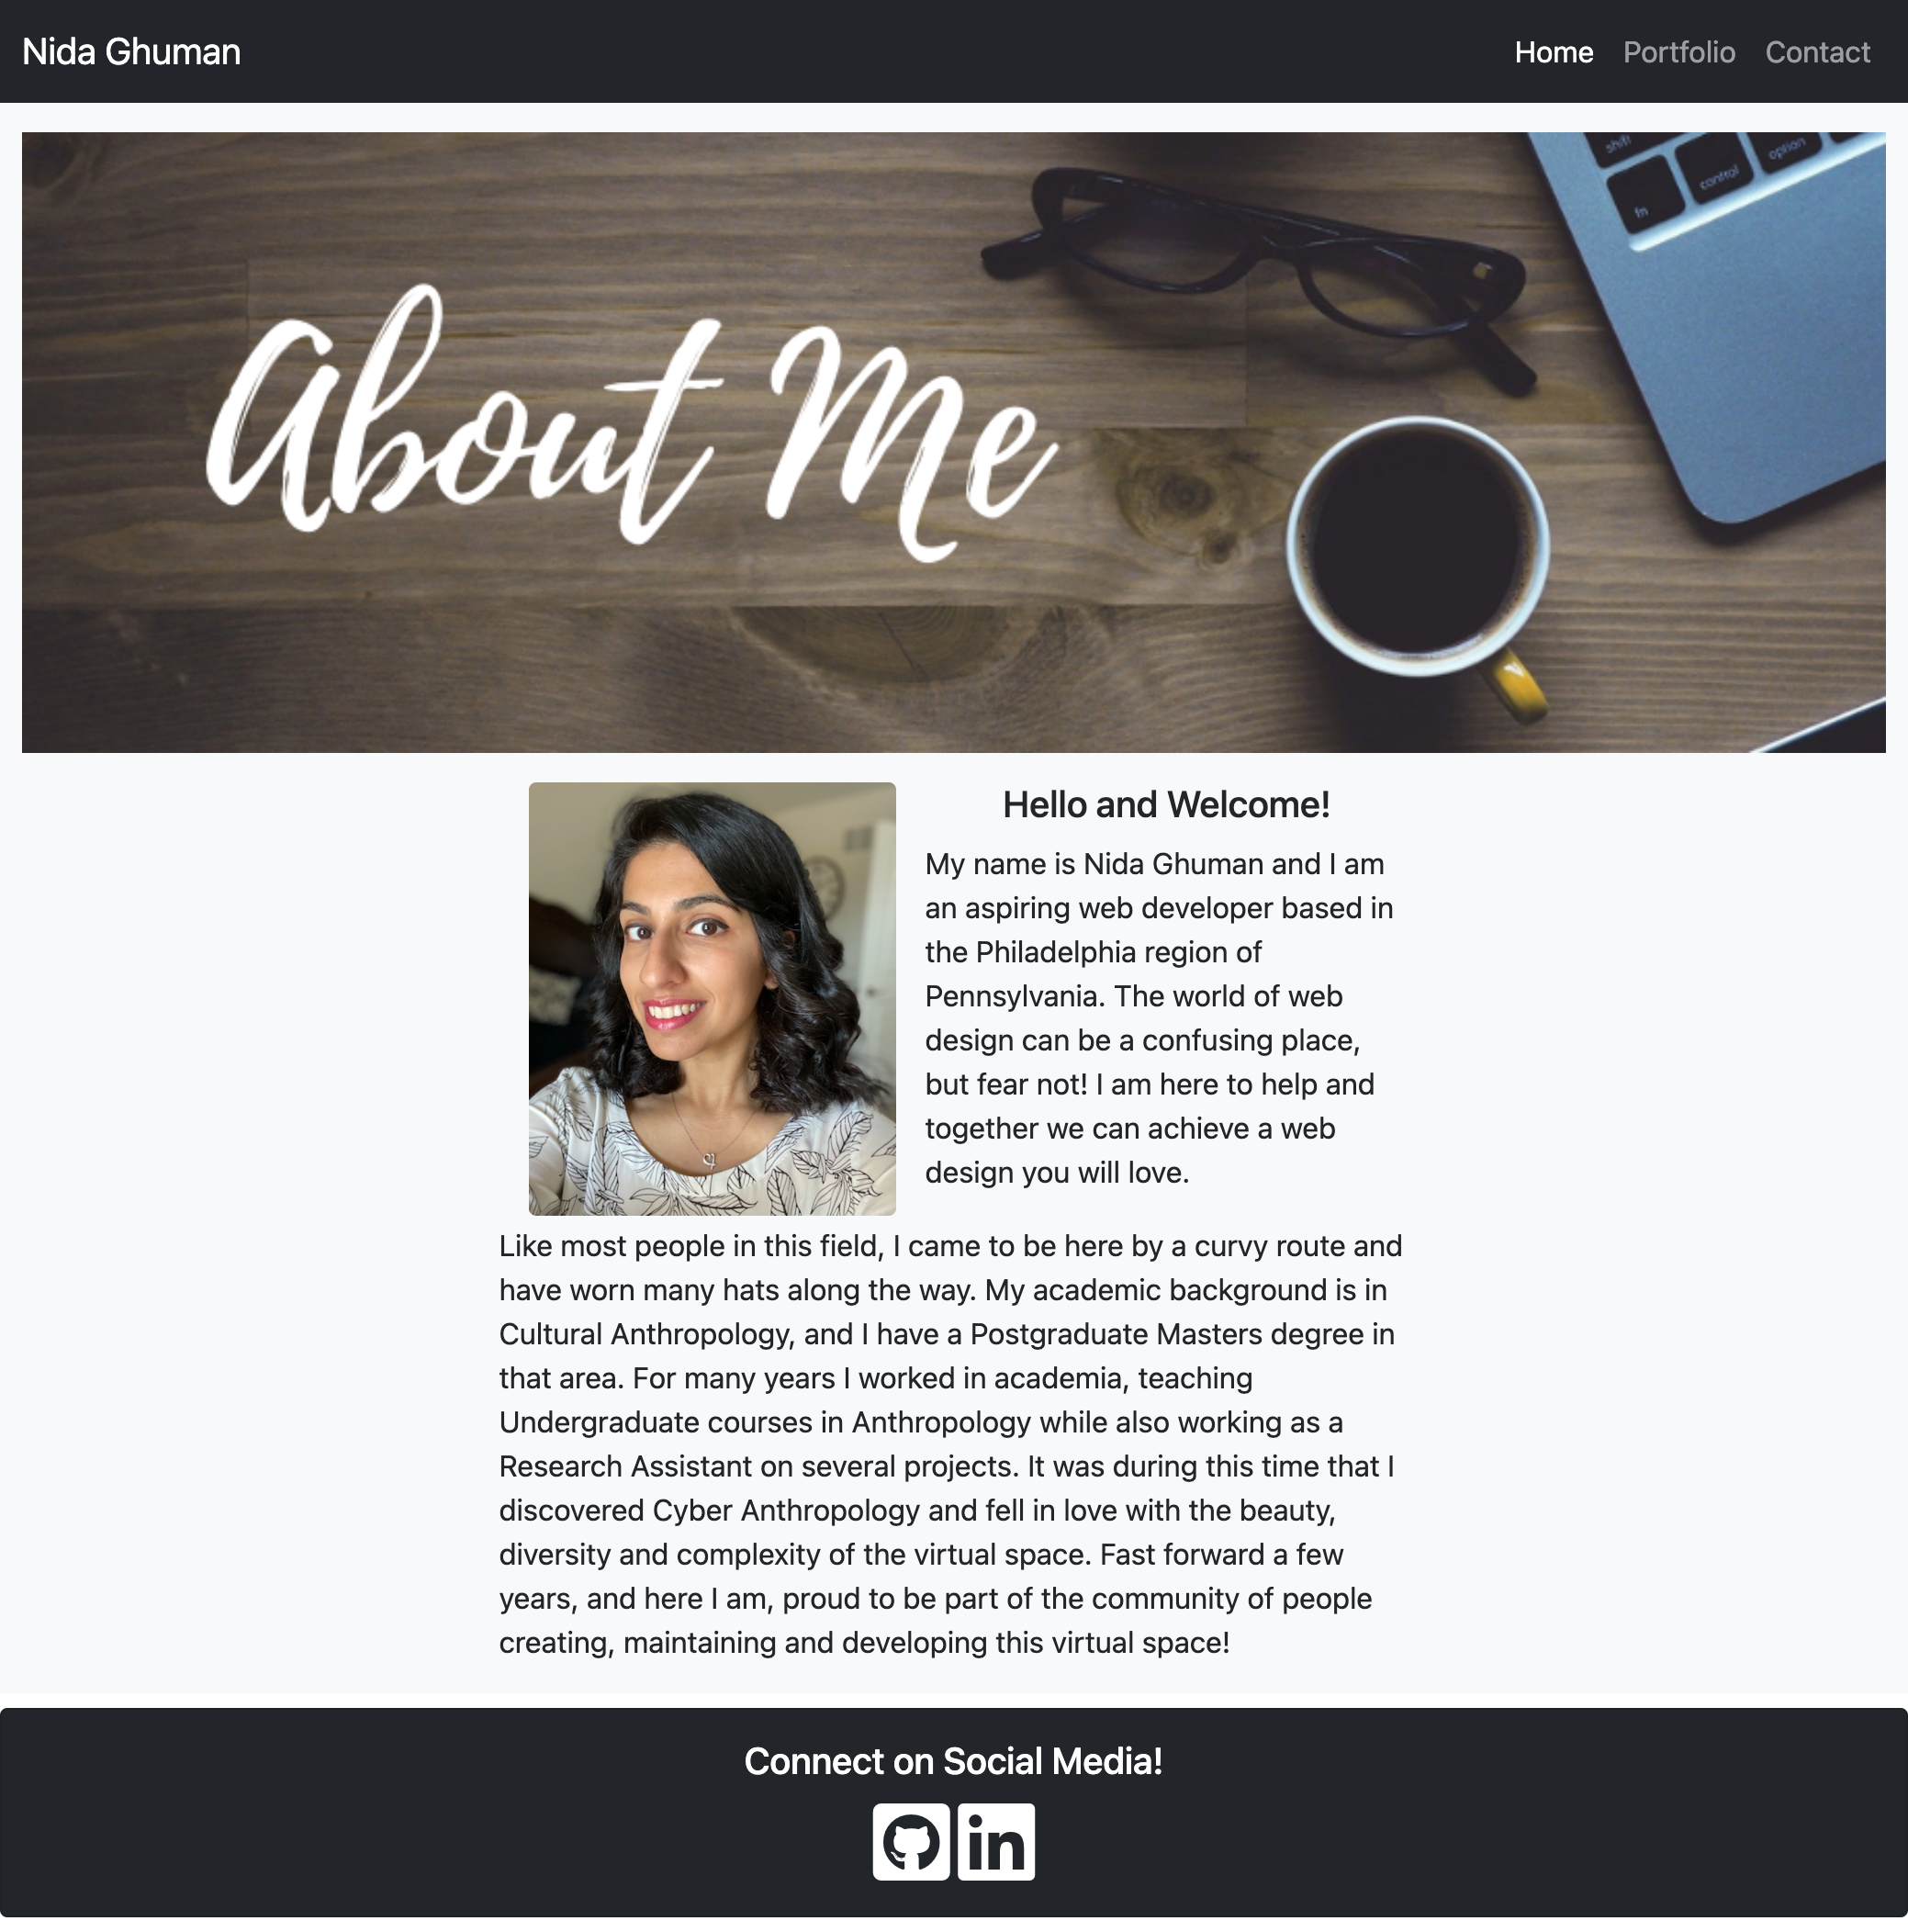 Nida Ghuman
Home Portfolio Contact
shift
fn control option
About Me
Hello and Welcome!
My name is Nida Ghuman and I am
an aspiring web developer based in
the Philadelphia region of
Pennsylvania. The world of web
design can be a confusing place,
but fear not! I am here to help and
together we can achieve a web
design you will love.
Like most people in this field, I came to be here by a curvy route and
have worn many hats along the way. My academic background is in
Cultural Anthropology, and I have a Postgraduate Masters degree in
that area. For many years I worked in academia, teaching
Undergraduate courses in Anthropology while also working as a
Research Assistant on several projects. It was during this time that I
discovered Cyber Anthropology and fell in love with the beauty,
diversity and complexity of the virtual space. Fast forward a few
years, and here I am, proud to be part of the community of people
creating, maintaining and developing this virtual space!
Connect on Social Media!
in